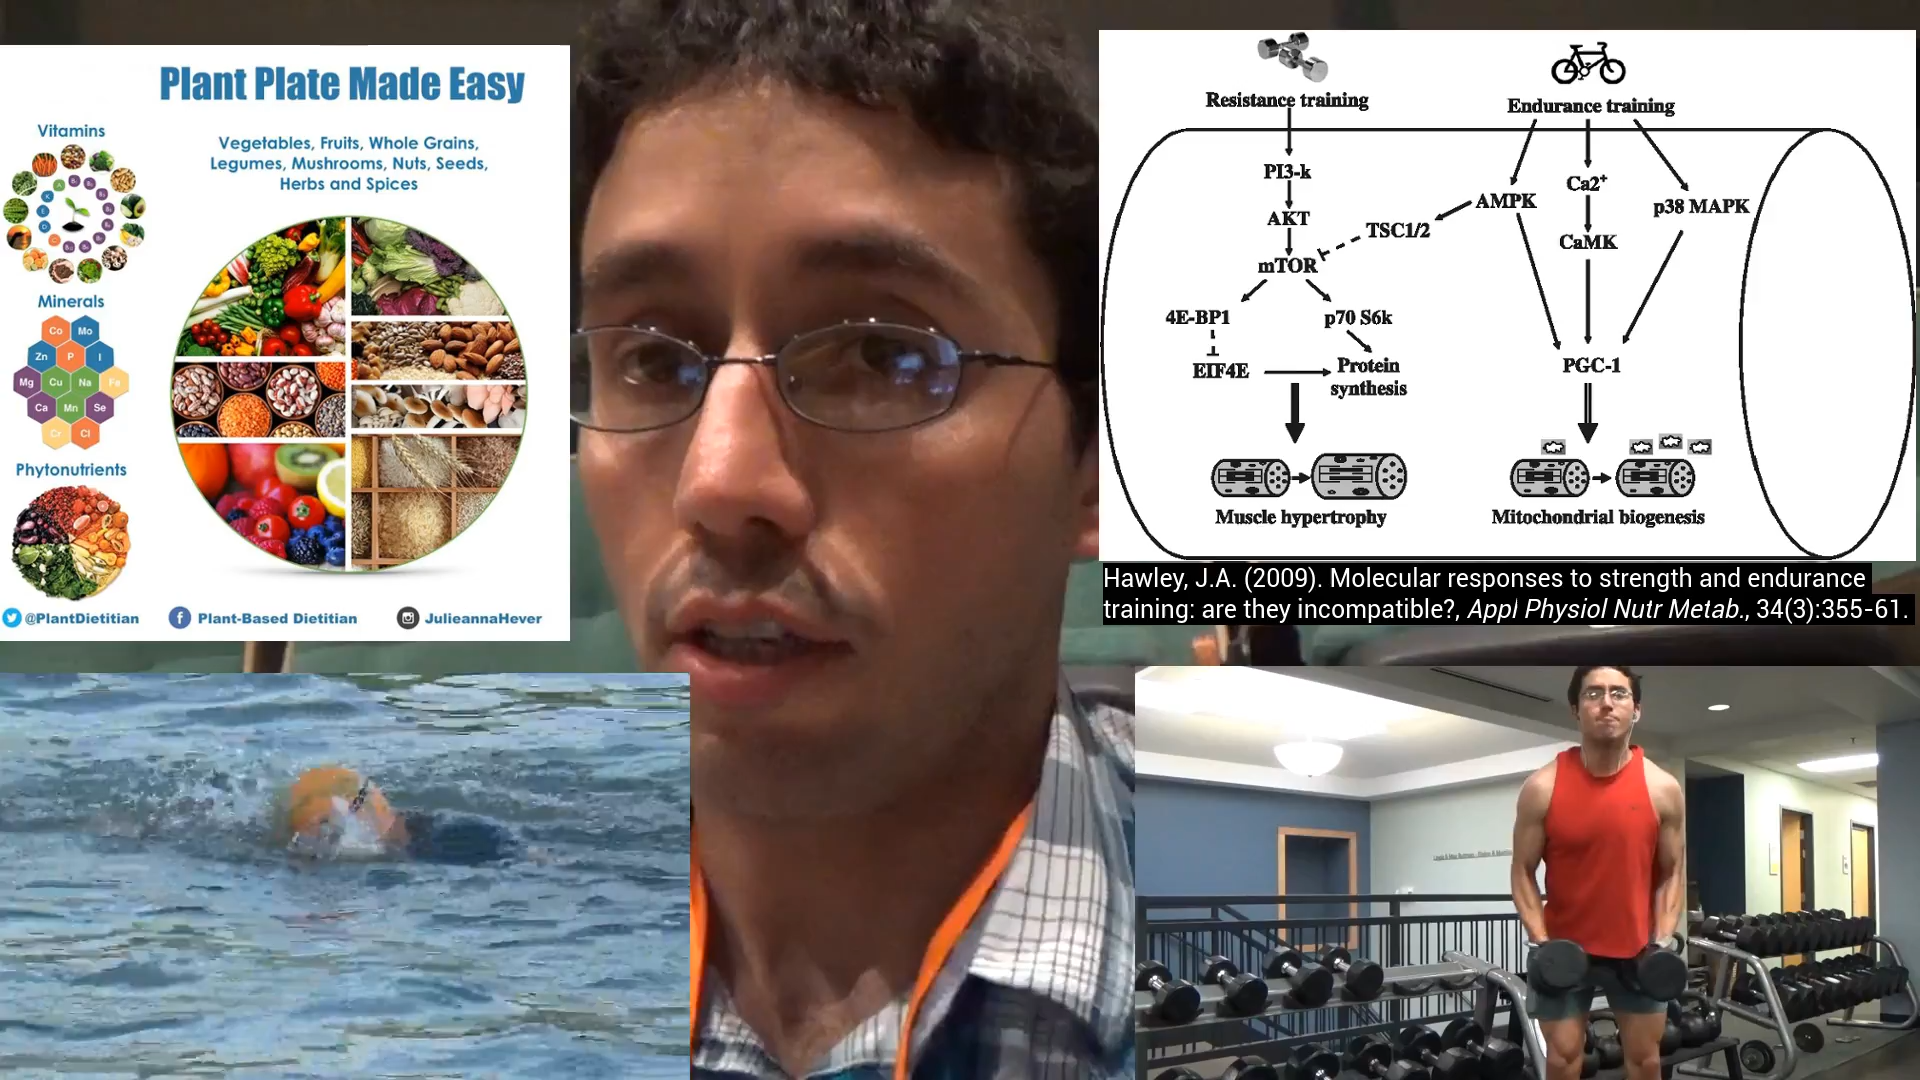 Plant Plate Made Easy
Vegetables, Fruits, Whole Grains,
Legumes, Mushrooms, Nuts, Seeds,
Herbs and Spices
Vitamins
Minerals
Co Mo
Zn P I
Mg Cu Na Fe
Ca Mn Se
Cr Cl
Phytonutrients
@PlantDietitian
Plant-Based Dietitian
JulieannaHever
Resistance training
Endurance training
PI3-k
AKT
mTOR
TSC1/2
AMPK
Ca2+
CaMK
p38 MAPK
4E-BP1
p70 S6k
EIF4E
Protein
synthesis
PGC-1
Muscle hypertrophy
Mitochondrial biogenesis
Hawley, J.A. (2009). Molecular responses to strength and endurance
training: are they incompatible?, Appl Physiol Nutr Metab., 34(3):355-61.